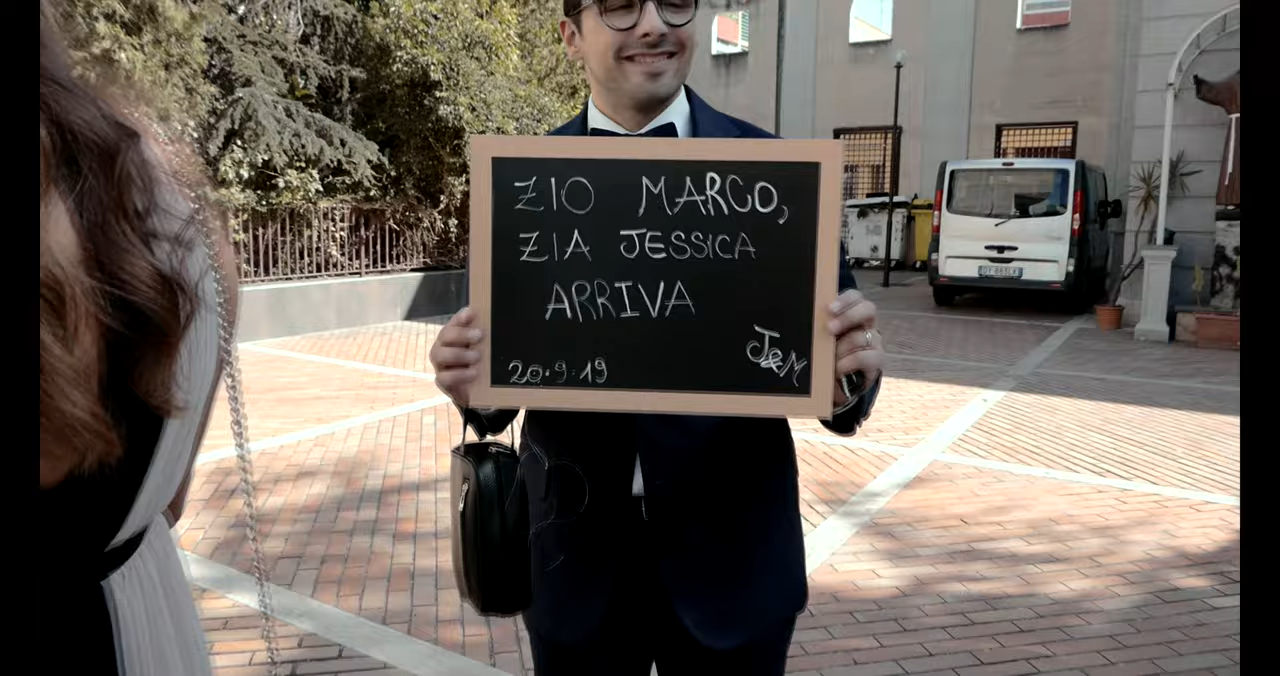 ZIO MARCO,
ZIA JESSICA
ARRIVA
J&M
20.9.19